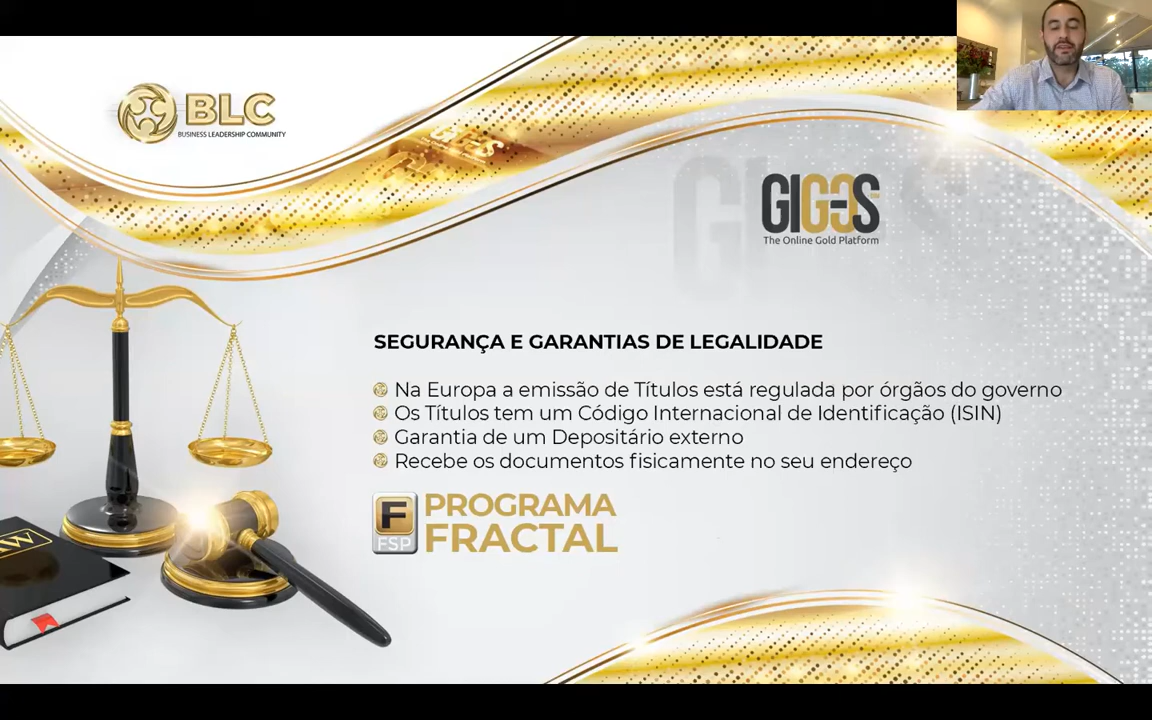 BLC
BUSINESS LEADERSHIP COMMUNITY
GIGOS
The Online Gold Platform
SEGURANÇA E GARANTIAS DE LEGALIDADE
Na Europa a emissão de Títulos está regulada por órgãos do governo
Os Títulos tem um Código Internacional de Identificação (ISIN)
Garantia de um Depositário externo
Recebe os documentos fisicamente no seu endereço
F
FSP
PROGRAMA
FRACTAL